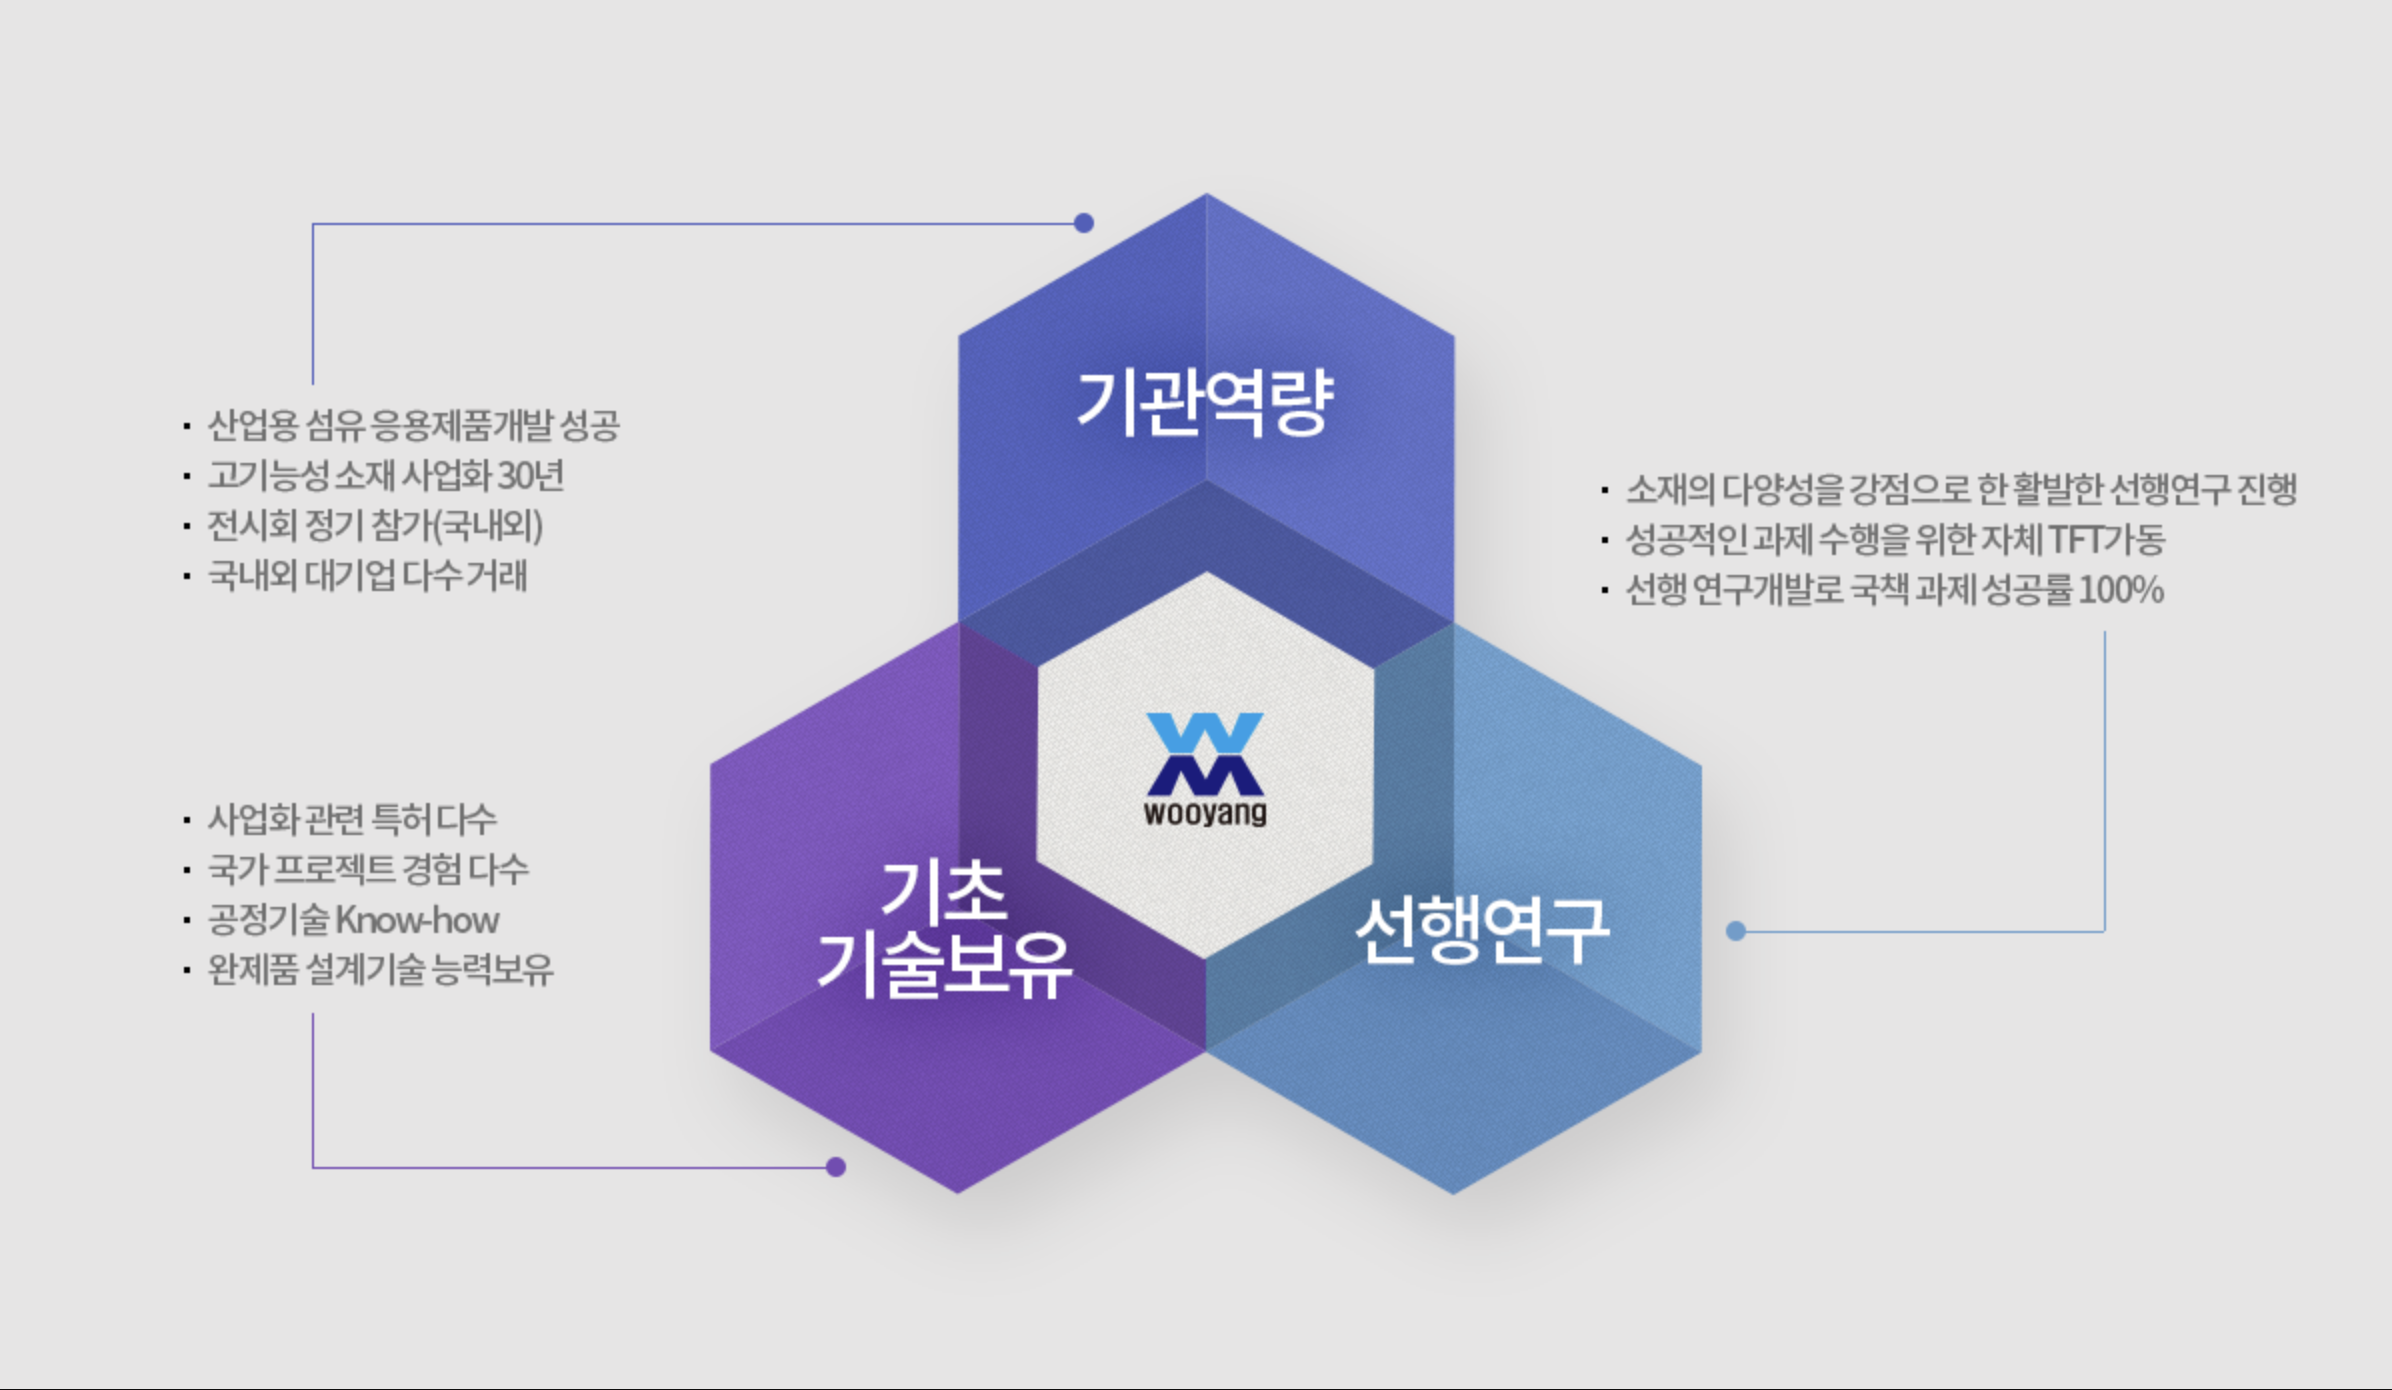 기관역량
· 산업용 섬유 응용제품개발 성공
· 고기능성 소재 사업화 30년
· 전시회 정기 참가(국내외)
· 국내외 대기업 다수 거래
· 소재의 다양성을 강점으로 한 활발한 선행연구 진행
· 성공적인 과제 수행을 위한 자체 TFT가동
· 선행 연구개발로 국책 과제 성공률 100%
wooyang
· 사업화 관련 특허 다수
· 국가 프로젝트 경험 다수
· 공정기술 Know-how
· 완제품 설계기술 능력보유
기초
기술보유
선행연구